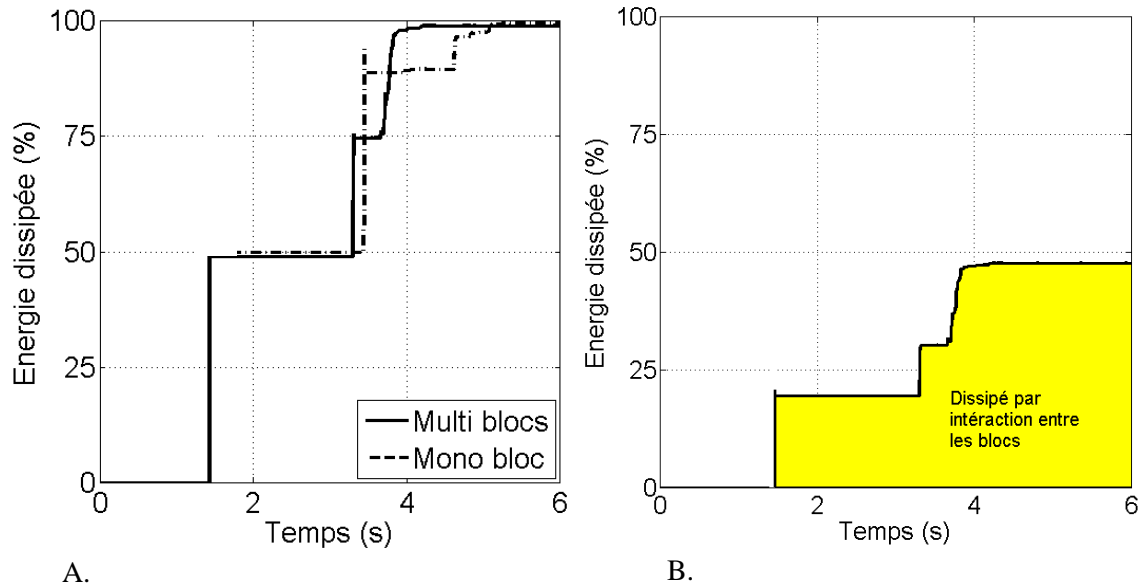 Energie dissipée (%)
100
75
50
25
0
0
2
4
6
Temps (s)
Multi blocs
Mono bloc
A.
Energie dissipée (%)
100
75
50
25
0
0
2
4
6
Temps (s)
Dissipé par
intéraction entre
les blocs
B.